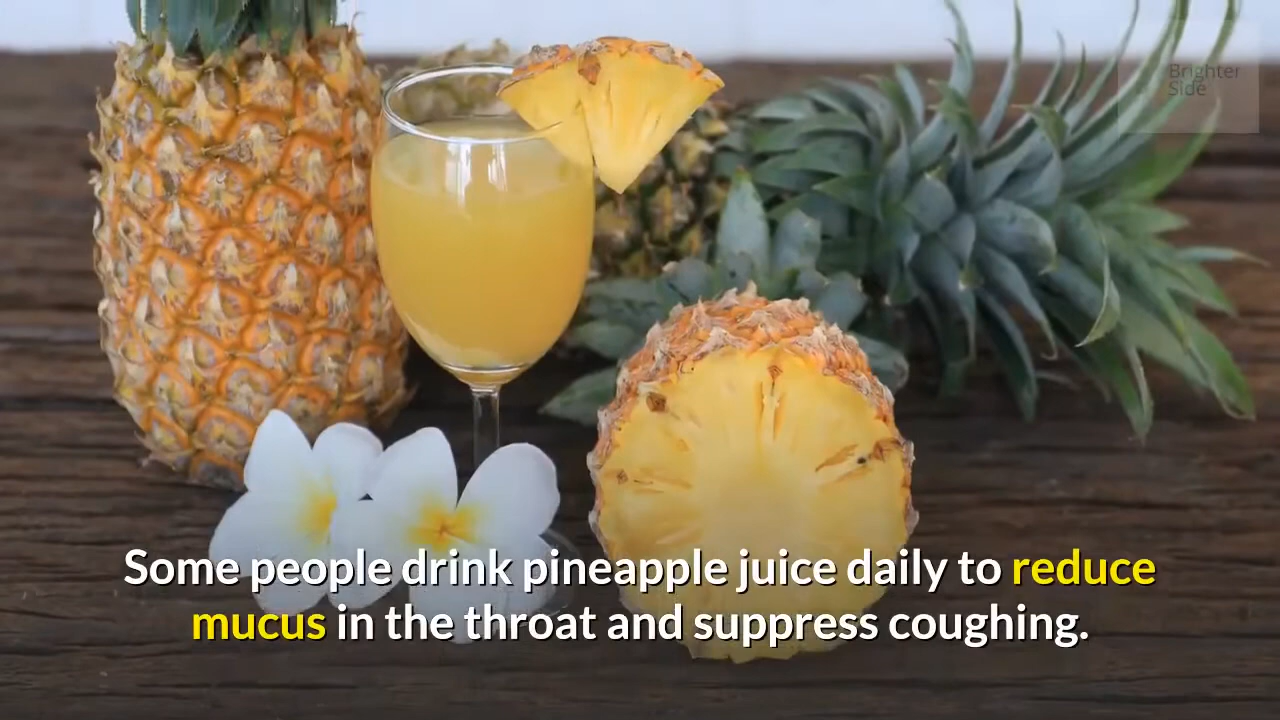 Brighter
Side
Some people drink pineapple juice daily to reduce
mucus in the throat and suppress coughing.